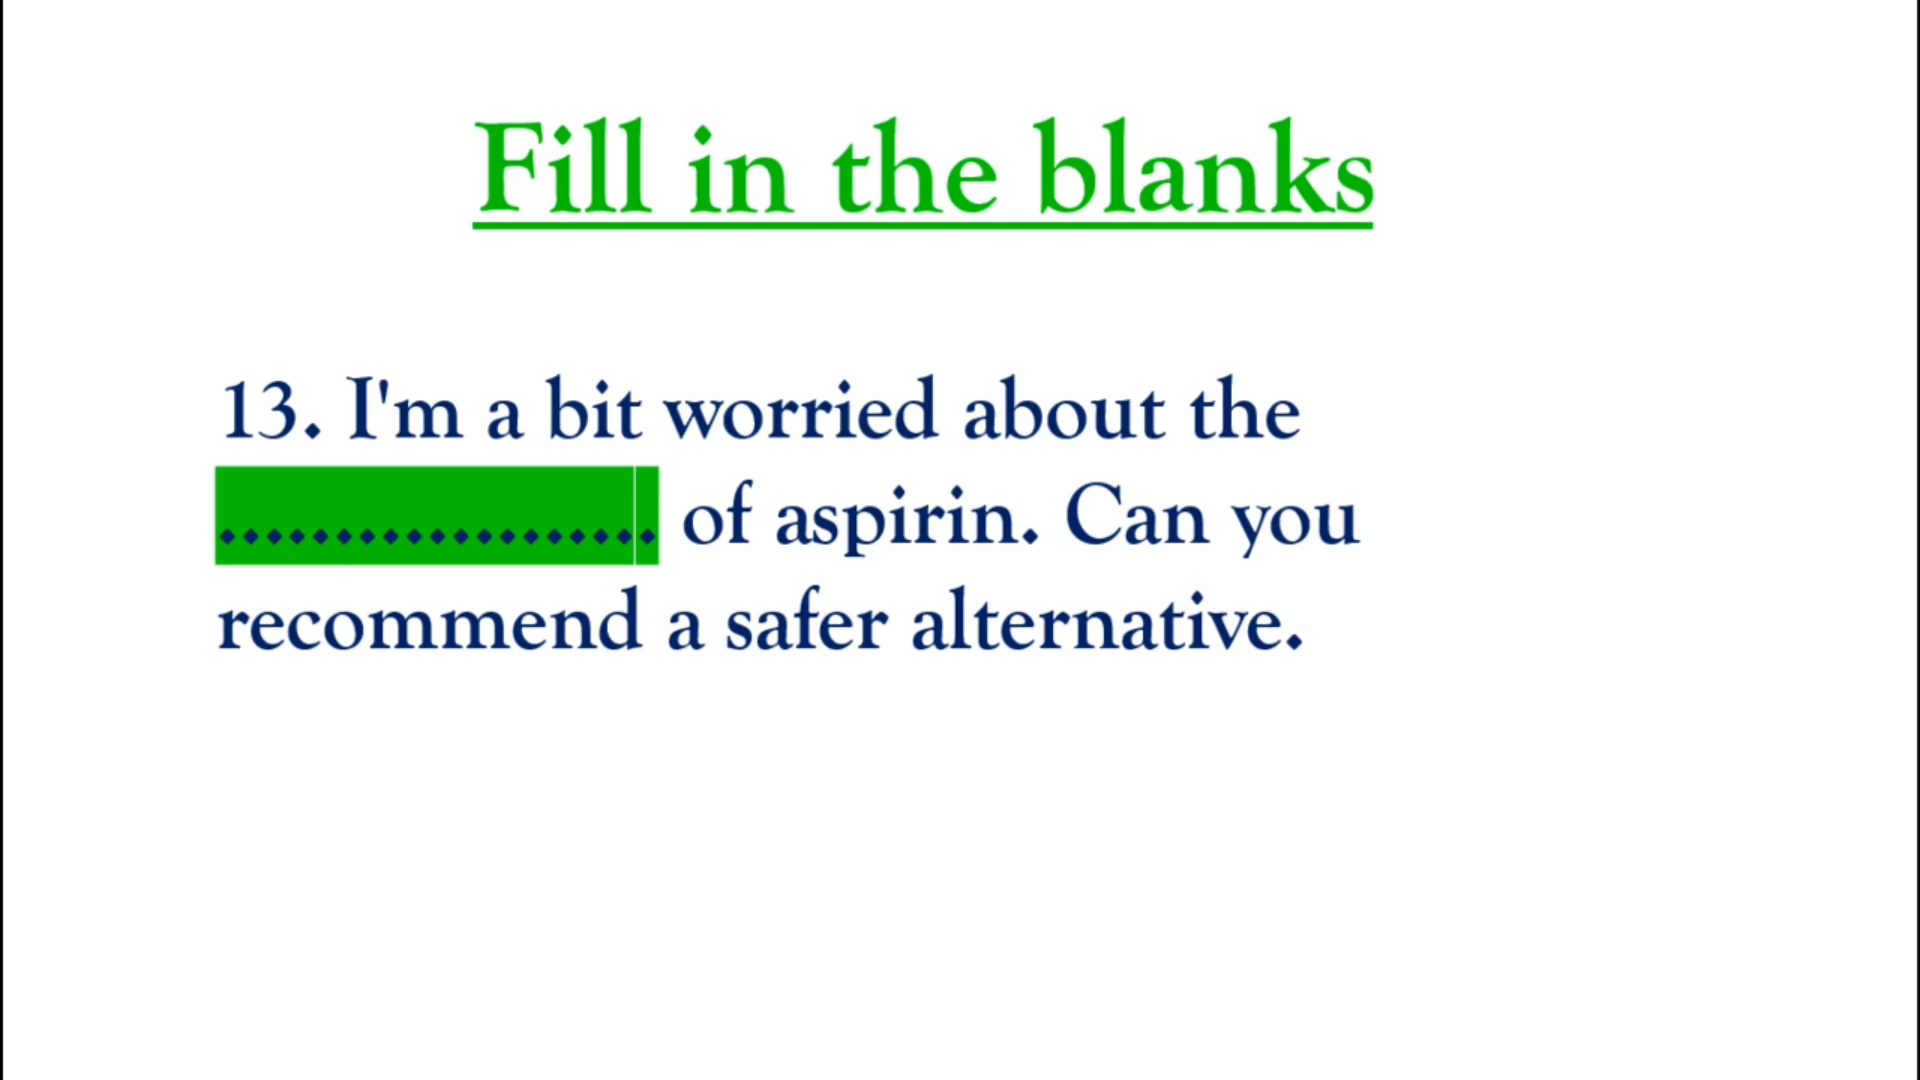 Fill in the blanks
13. I'm a bit worried about the
................... of aspirin. Can you
recommend a safer alternative.